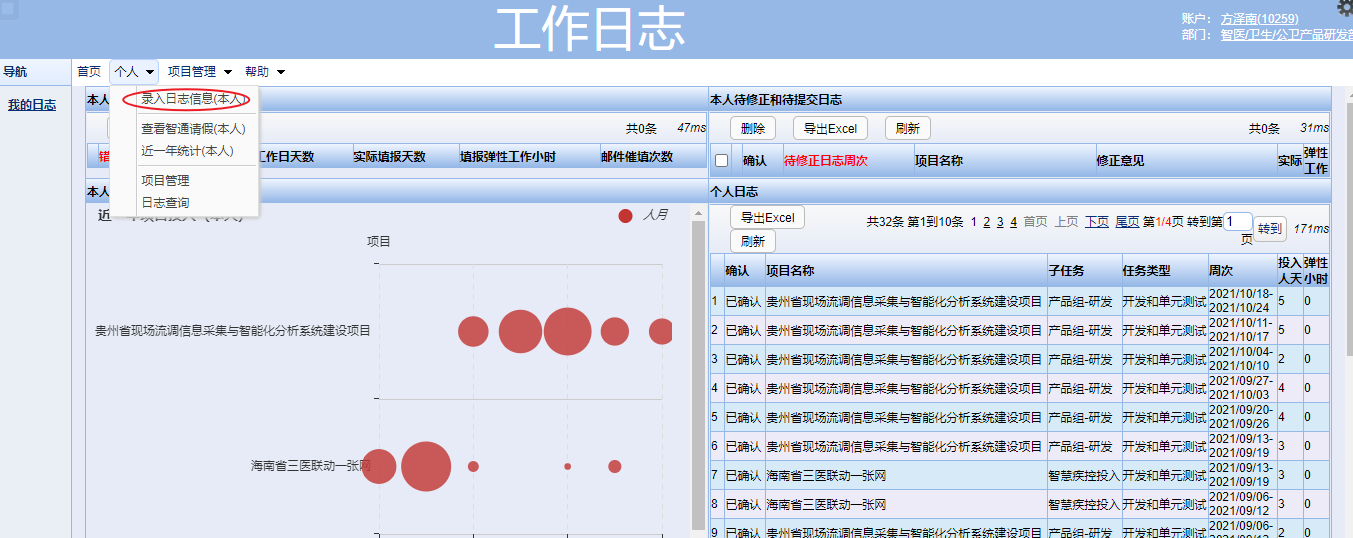 工作日志
账户： 方泽南(10259)
部门： 智医/卫生/公卫产品研发部
导航
首页 个人 项目管理 帮助
我的日志
录入日志信息(本人)
查看智通请假(本人)
近一年统计(本人)
项目管理
日志查询
本人
共0条 47ms
错 工作日天数 实际填报天数 填报弹性工作小时 邮件催填次数
本人
近一年项目投入（本人）
人月
项目
贵州省现场流调信息采集与智能化分析系统建设项目
海南省三医联动一张网
本人待修正和待提交日志
删除 导出Excel 刷新 共0条 31ms
确认 待修正日志周次 项目名称 修正意见 实际 弹性工作
个人日志
导出Excel 刷新 共32条 第1到10条 1 2 3 4 首页 上页 下页 尾页 第1/4页 转到第1页 转到 171ms
确认 项目名称 子任务 任务类型 周次 投入人天 弹性小时
1 已确认 贵州省现场流调信息采集与智能化分析系统建设项目 产品组-研发 开发和单元测试 2021/10/18-2021/10/24 5 0
2 已确认 贵州省现场流调信息采集与智能化分析系统建设项目 产品组-研发 开发和单元测试 2021/10/11-2021/10/17 5 0
3 已确认 贵州省现场流调信息采集与智能化分析系统建设项目 产品组-研发 开发和单元测试 2021/10/04-2021/10/10 2 0
4 已确认 贵州省现场流调信息采集与智能化分析系统建设项目 产品组-研发 开发和单元测试 2021/09/27-2021/10/03 4 0
5 已确认 贵州省现场流调信息采集与智能化分析系统建设项目 产品组-研发 开发和单元测试 2021/09/20-2021/09/26 4 0
6 已确认 贵州省现场流调信息采集与智能化分析系统建设项目 产品组-研发 开发和单元测试 2021/09/13-2021/09/19 3 0
7 已确认 海南省三医联动一张网 智慧疾控投入 开发和单元测试 2021/09/13-2021/09/19 3 0
8 已确认 海南省三医联动一张网 智慧疾控投入 开发和单元测试 2021/09/06-2021/09/12 3 0
9 已确认 贵州省现场流调信息采集与智能化分析系统建设项目 产品组-研发 开发和单元测试 2021/09/06-2021/09/12 2 0